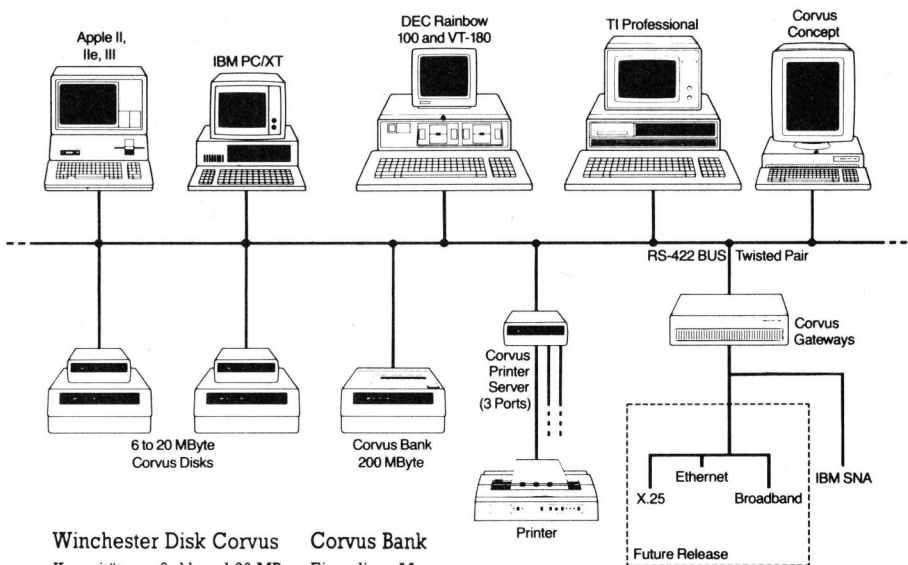 Apple II,
IIe, III
IBM PC/XT
DEC Rainbow
100 and VT-180
TI Professional
Corvus
Concept
RS-422 BUS Twisted Pair
Corvus
Gateways
Corvus
Printer
Server
(3 Ports)
6 to 20 MByte
Corvus Disks
Corvus Bank
200 MByte
Printer
X.25
Ethernet
Broadband
IBM SNA
Future Release
Winchester Disk Corvus
Corvus Bank